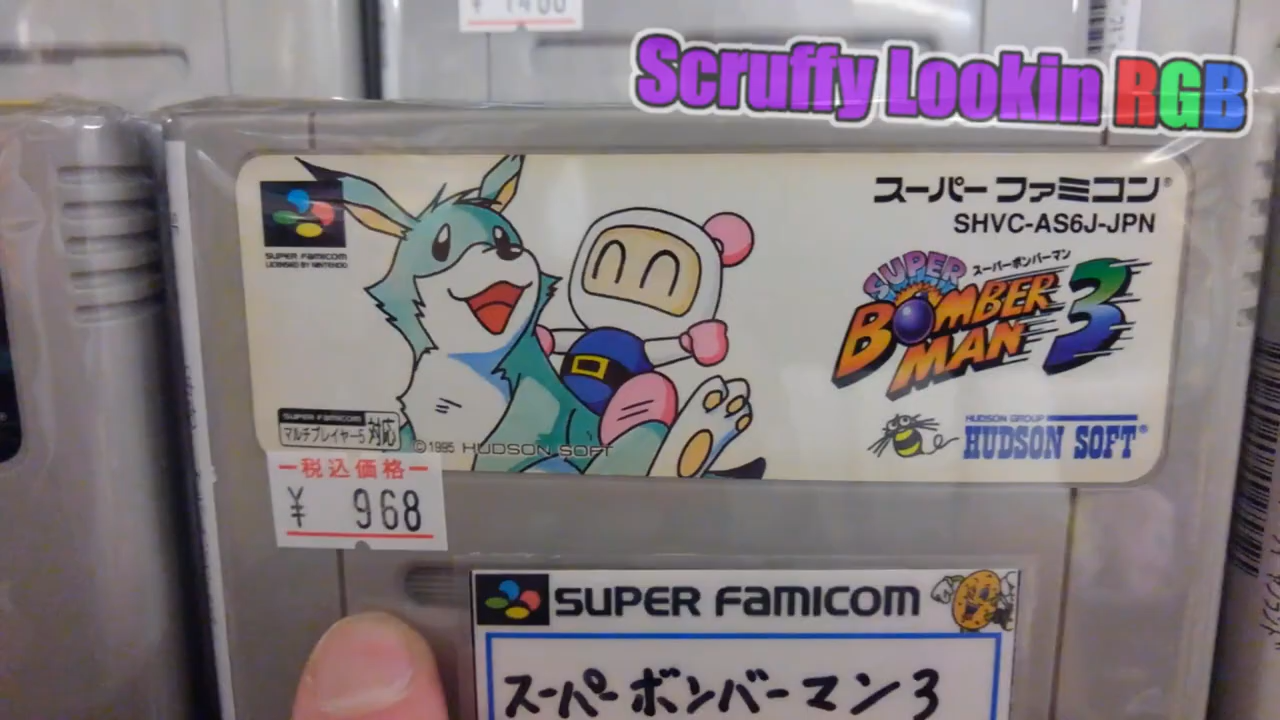 Scruffy Lookin RGB
スーパーファミコン®
SHVC-AS6J-JPN
SUPER FAMICOM
LICENSED BY NINTENDO
スーパーボンバーマン
SUPER
BOMBER
MAN 3
HUDSON GROUP
HUDSON SOFT®
SUPER FAMICOM
マルチプレイヤー5 対応
©1995 HUDSON SOFT
税込価格
¥ 968
SUPER FAMICOM
スーパーボンバーマン3